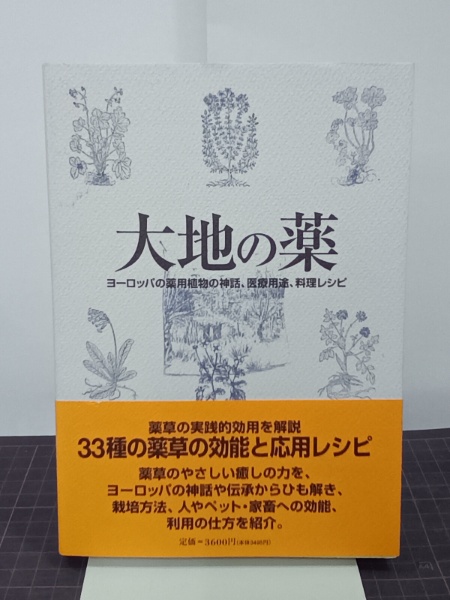 大地の薬
ヨーロッパの薬用植物の神話、医療用途、料理レシピ
薬草の実践的効用を解説
33種の薬草の効能と応用レシピ
薬草のやさしい癒しの力を、
ヨーロッパの神話や伝承からひも解き、
栽培方法、人やペット・家畜への効能、
利用の仕方を紹介。
定価=3600円